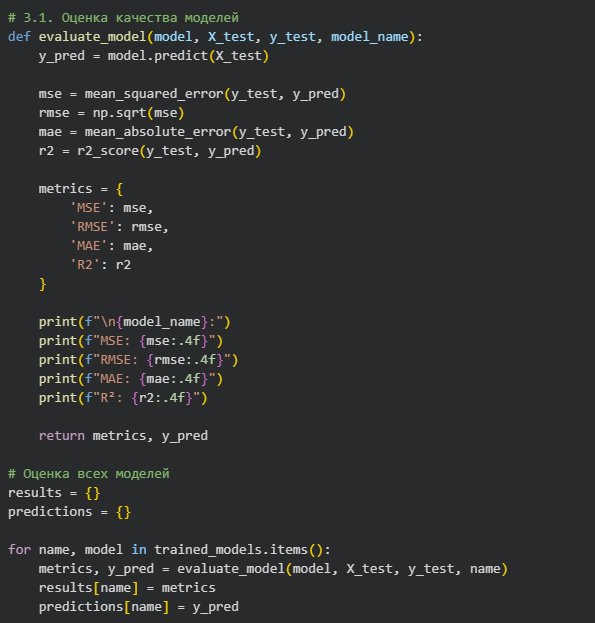 # 3.1. Оценка качества моделей
def evaluate_model(model, X_test, y_test, model_name):
    y_pred = model.predict(X_test)

    mse = mean_squared_error(y_test, y_pred)
    rmse = np.sqrt(mse)
    mae = mean_absolute_error(y_test, y_pred)
    r2 = r2_score(y_test, y_pred)

    metrics = {
        'MSE': mse,
        'RMSE': rmse,
        'MAE': mae,
        'R2': r2
    }

    print(f"\n{model_name}:")
    print(f"MSE: {mse:.4f}")
    print(f"RMSE: {rmse:.4f}")
    print(f"MAE: {mae:.4f}")
    print(f"R²: {r2:.4f}")

    return metrics, y_pred

# Оценка всех моделей
results = {}
predictions = {}

for name, model in trained_models.items():
    metrics, y_pred = evaluate_model(model, X_test, y_test, name)
    results[name] = metrics
    predictions[name] = y_pred